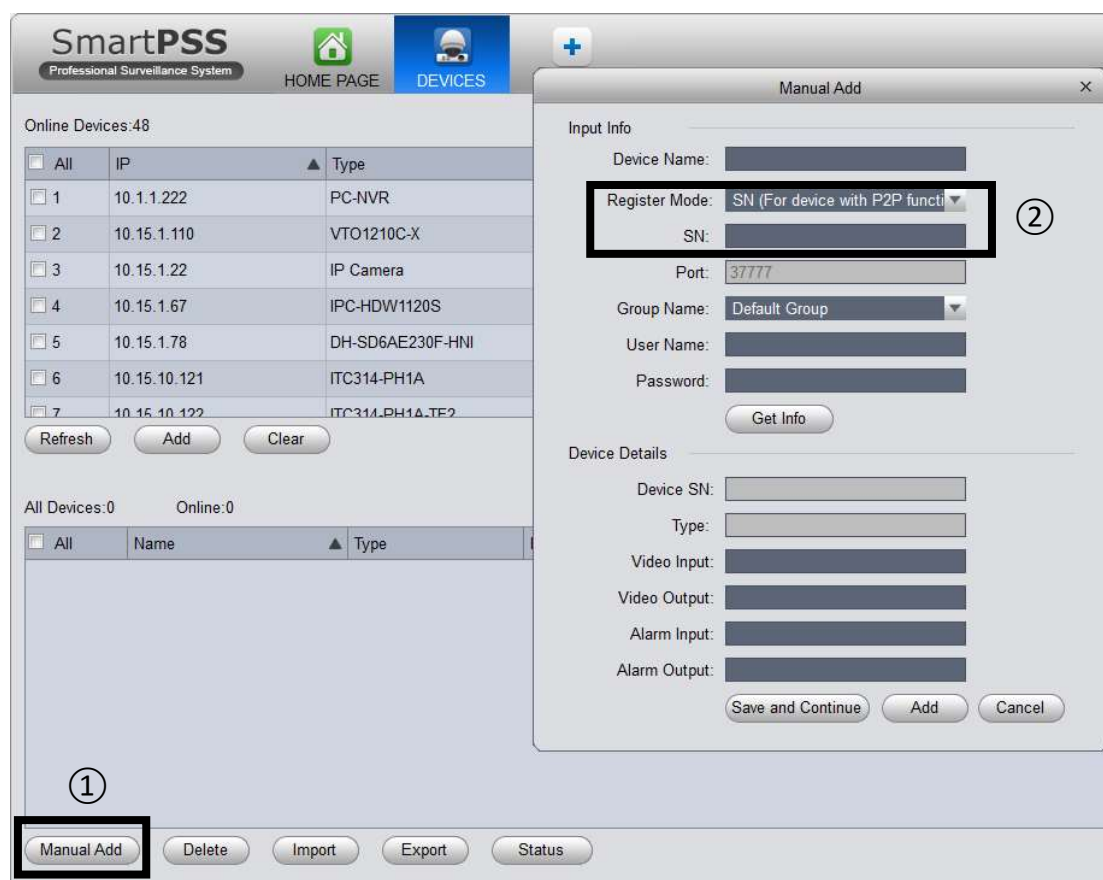 SmartPSS
Professional Surveillance System
HOME PAGE
DEVICES
Online Devices:48
All IP Type
1 10.1.1.222 PC-NVR
2 10.15.1.110 VTO1210C-X
3 10.15.1.22 IP Camera
4 10.15.1.67 IPC-HDW1120S
5 10.15.1.78 DH-SD6AE230F-HNI
6 10.15.10.121 ITC314-PH1A
7 10.15.10.122 ITC314-PH1A-TF2
Refresh Add Clear
All Devices:0 Online:0
All Name Type
①
Manual Add Delete Import Export Status
Manual Add ×
Input Info
Device Name:
Register Mode: SN (For device with P2P functi
②
SN:
Port: 37777
Group Name: Default Group
User Name:
Password:
Get Info
Device Details
Device SN:
Type:
Video Input:
Video Output:
Alarm Input:
Alarm Output:
Save and Continue Add Cancel